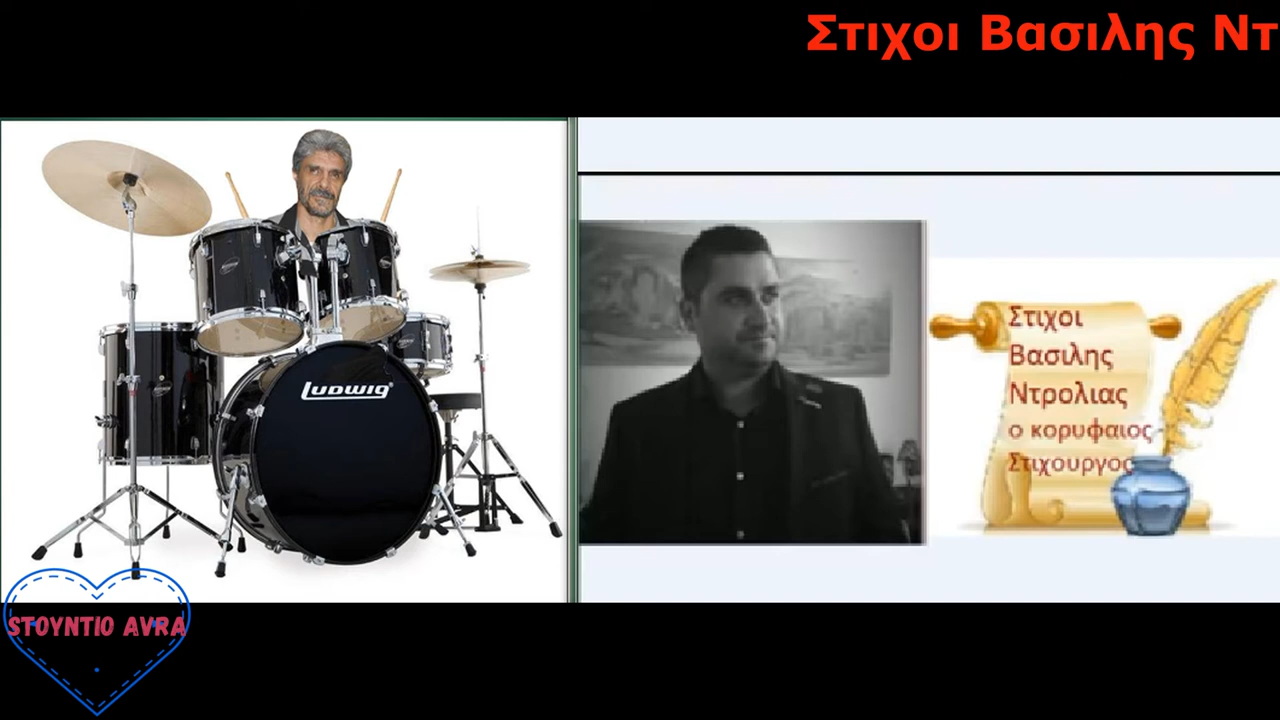 Στιχοι Βασιλης Ντ
Ludwig
Στιχοι
Βασιλης
Ντρολιας
ο κορυφαιος
Στιχουργος
STOYNTIO AVRA